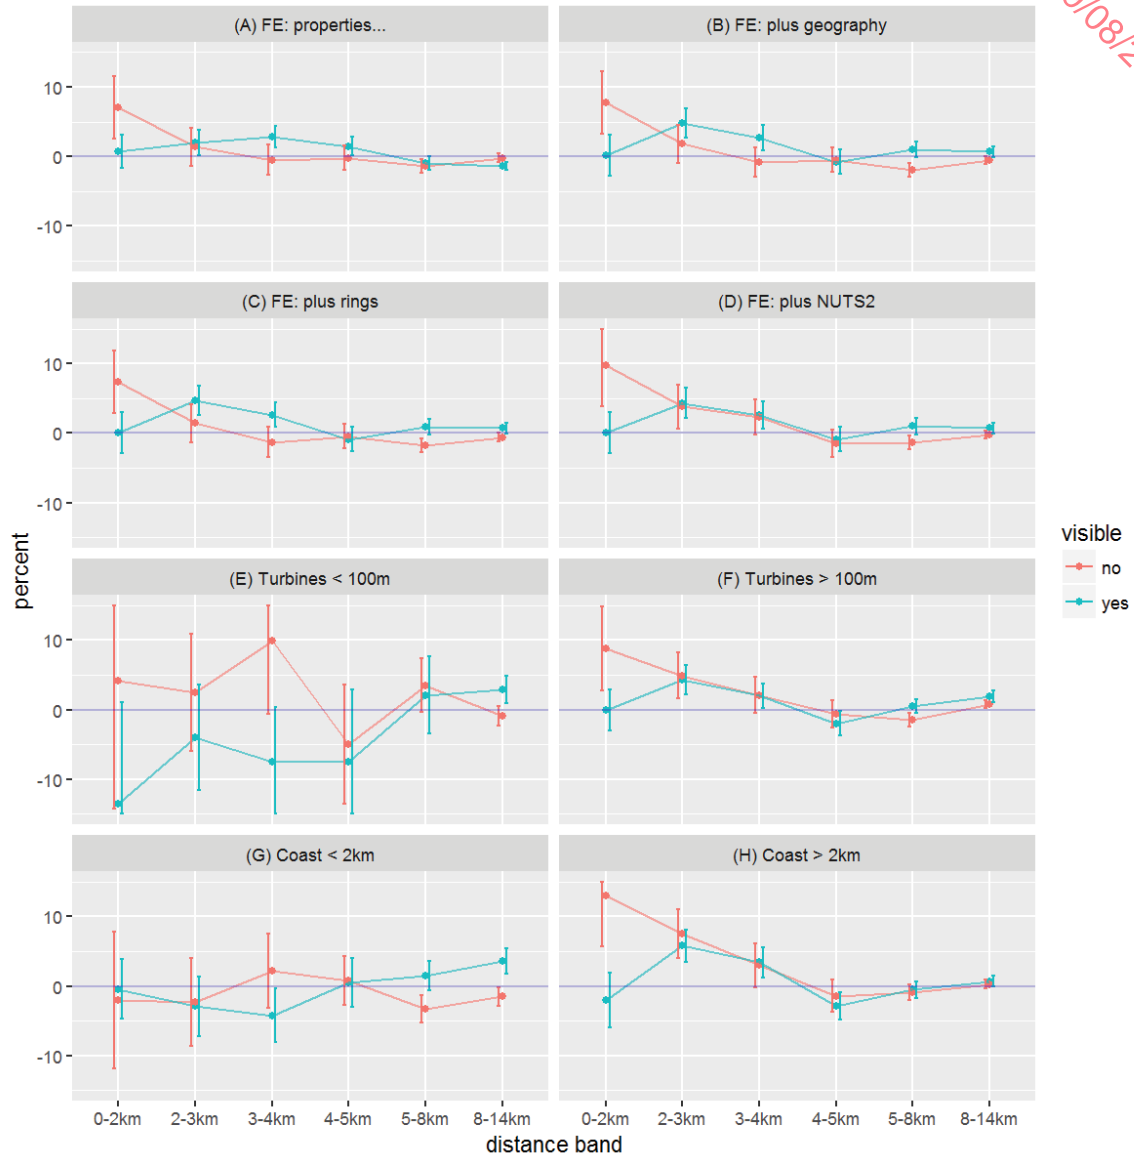 (A) FE: properties...
(B) FE: plus geography
10
0
-10
(C) FE: plus rings
(D) FE: plus NUTS2
10
0
-10
(E) Turbines < 100m
(F) Turbines > 100m
10
0
-10
(G) Coast < 2km
(H) Coast > 2km
10
0
-10
percent
0-2km 2-3km 3-4km 4-5km 5-8km 8-14km
0-2km 2-3km 3-4km 4-5km 5-8km 8-14km
distance band
visible
no
yes